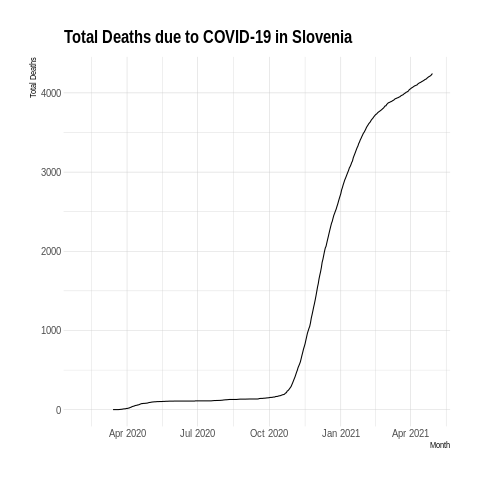 Total Deaths due to COVID-19 in Slovenia
Total Deaths
4000
3000
2000
1000
0
Apr 2020 Jul 2020 Oct 2020 Jan 2021 Apr 2021
Month